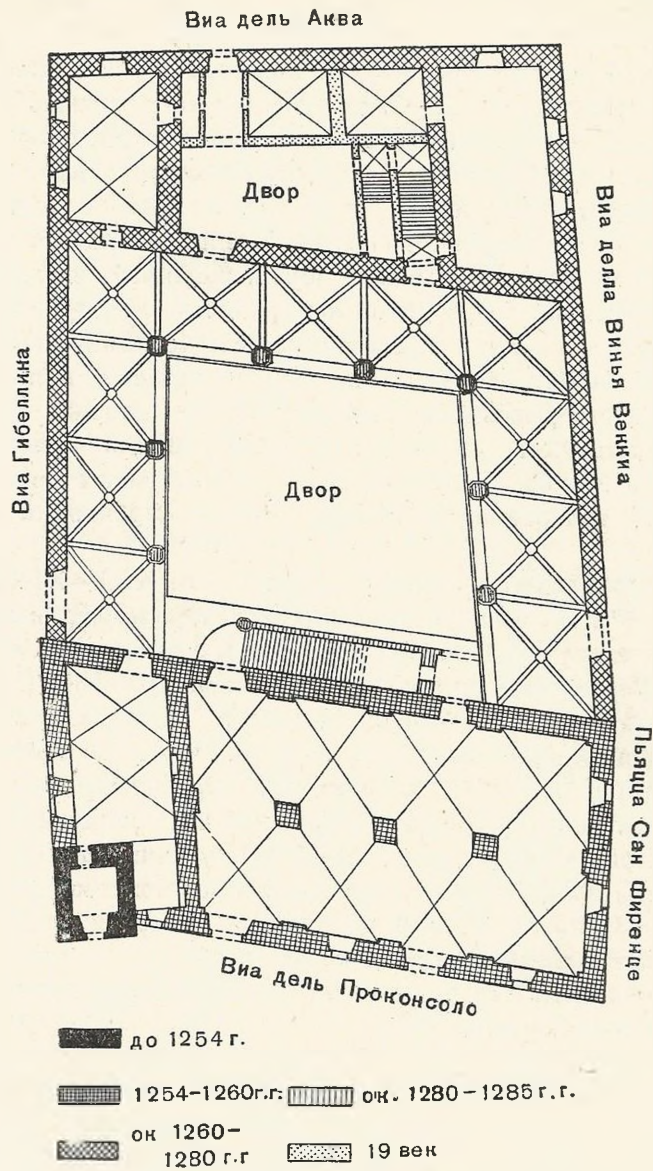 Виа дель Аква
Двор
Виа делла Винья Веккиа
Виа Гибеллина
Двор
Пьяцца Сан Фиренце
Виа дель Проконсоло
до 1254 г.
1254-1260г.г.
ок. 1280-1285 г.г.
ок 1260-
1280 г.г
19 век